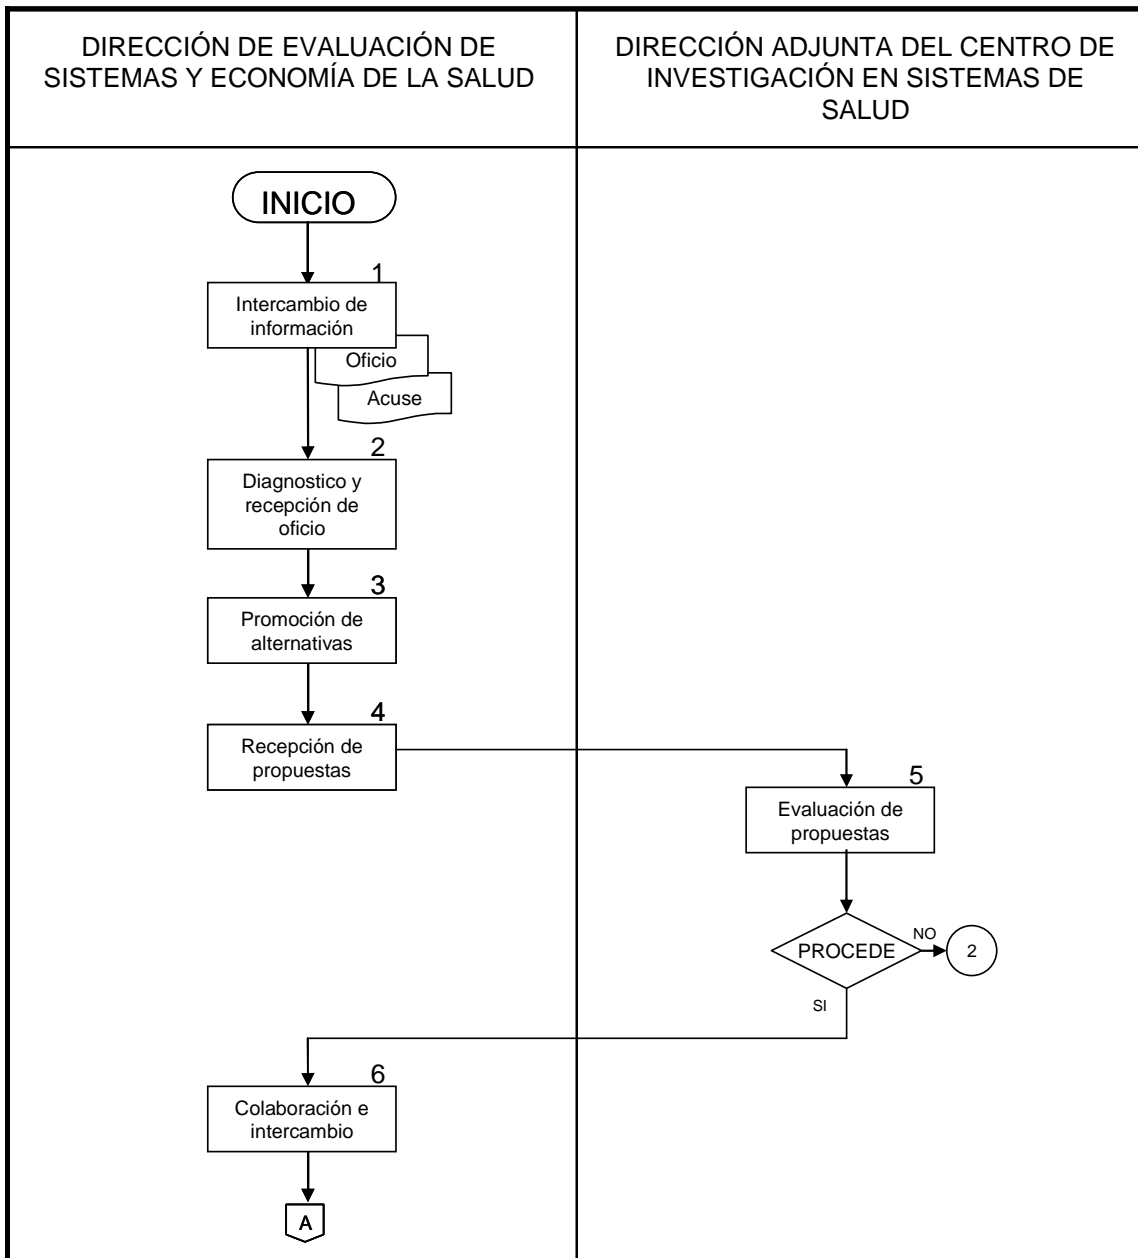 DIRECCIÓN DE EVALUACIÓN DE
SISTEMAS Y ECONOMÍA DE LA SALUD
DIRECCIÓN ADJUNTA DEL CENTRO DE
INVESTIGACIÓN EN SISTEMAS DE
SALUD
INICIO
1
Intercambio de
información
Oficio
Acuse
2
Diagnostico y
recepción de
oficio
3
Promoción de
alternativas
4
Recepción de
propuestas
5
Evaluación de
propuestas
PROCEDE
NO
2
SI
6
Colaboración e
intercambio
A